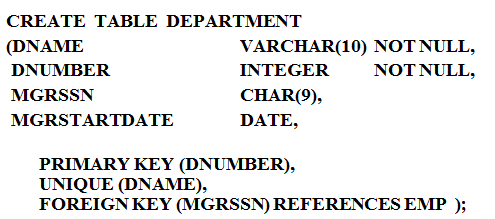 CREATE TABLE DEPARTMENT
(DNAME VARCHAR(10) NOT NULL,
DNUMBER INTEGER NOT NULL,
MGRSSN CHAR(9),
MGRSTARTDATE DATE,
PRIMARY KEY (DNUMBER),
UNIQUE (DNAME),
FOREIGN KEY (MGRSSN) REFERENCES EMP );